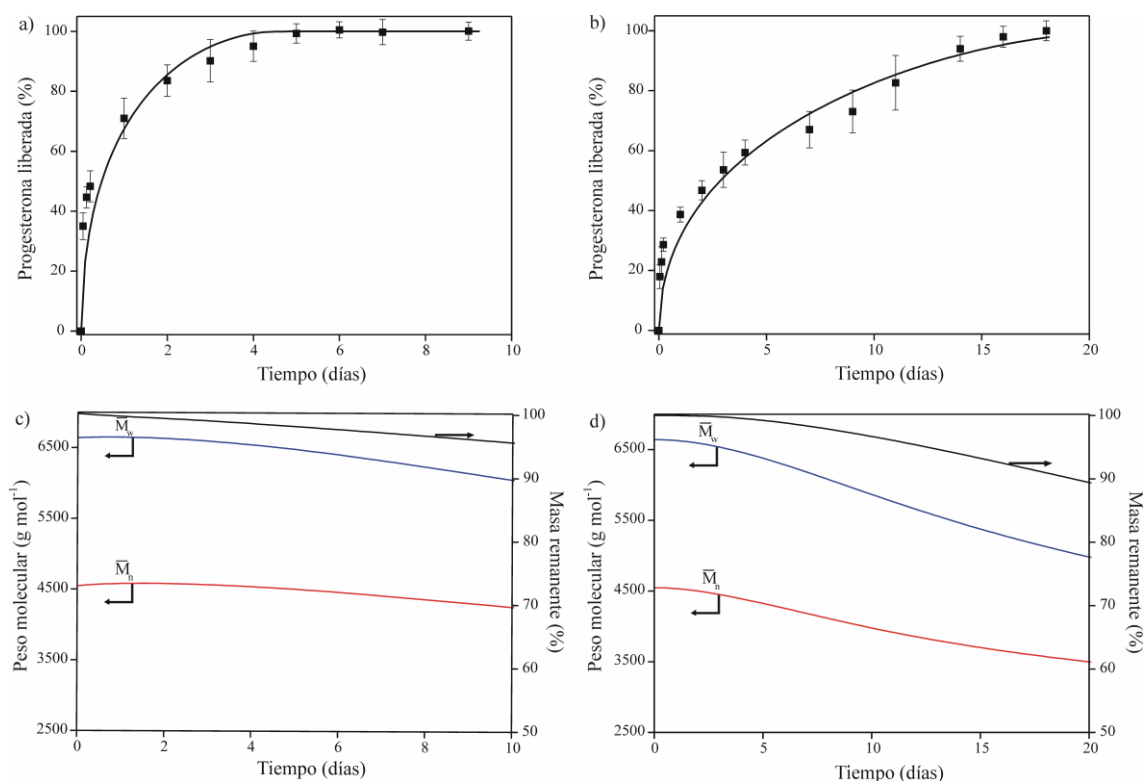 a)
Progesterona liberada (%)
100
80
60
40
20
0
0 2 4 6 8 10
Tiempo (días)
b)
Progesterona liberada (%)
100
80
60
40
20
0
0 5 10 15 20
Tiempo (días)
c)
Peso molecular (g mol⁻¹)
6500
5500
4500
3500
2500
M̅w
M̅n
100
90
80
70
60
50
Masa remanente (%)
0 2 4 6 8 10
Tiempo (días)
d)
Peso molecular (g mol⁻¹)
6500
5500
4500
3500
2500
M̅w
M̅n
100
90
80
70
60
50
Masa remanente (%)
0 5 10 15 20
Tiempo (días)